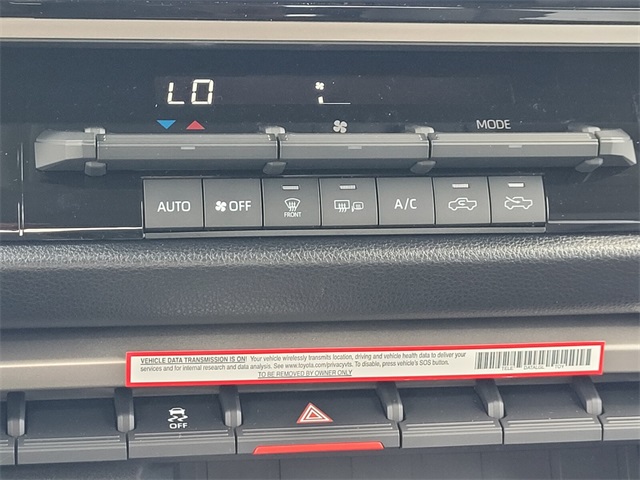 LO
MODE
AUTO OFF FRONT A/C
VEHICLE DATA TRANSMISSION IS ON! Your vehicle wirelessly transmits location, driving and vehicle health data to deliver your
services and for internal research and data analysis. See www.toyota.com/privacyvts. To disable, press vehicle's SOS button.
TO BE REMOVED BY OWNER ONLY
OFF